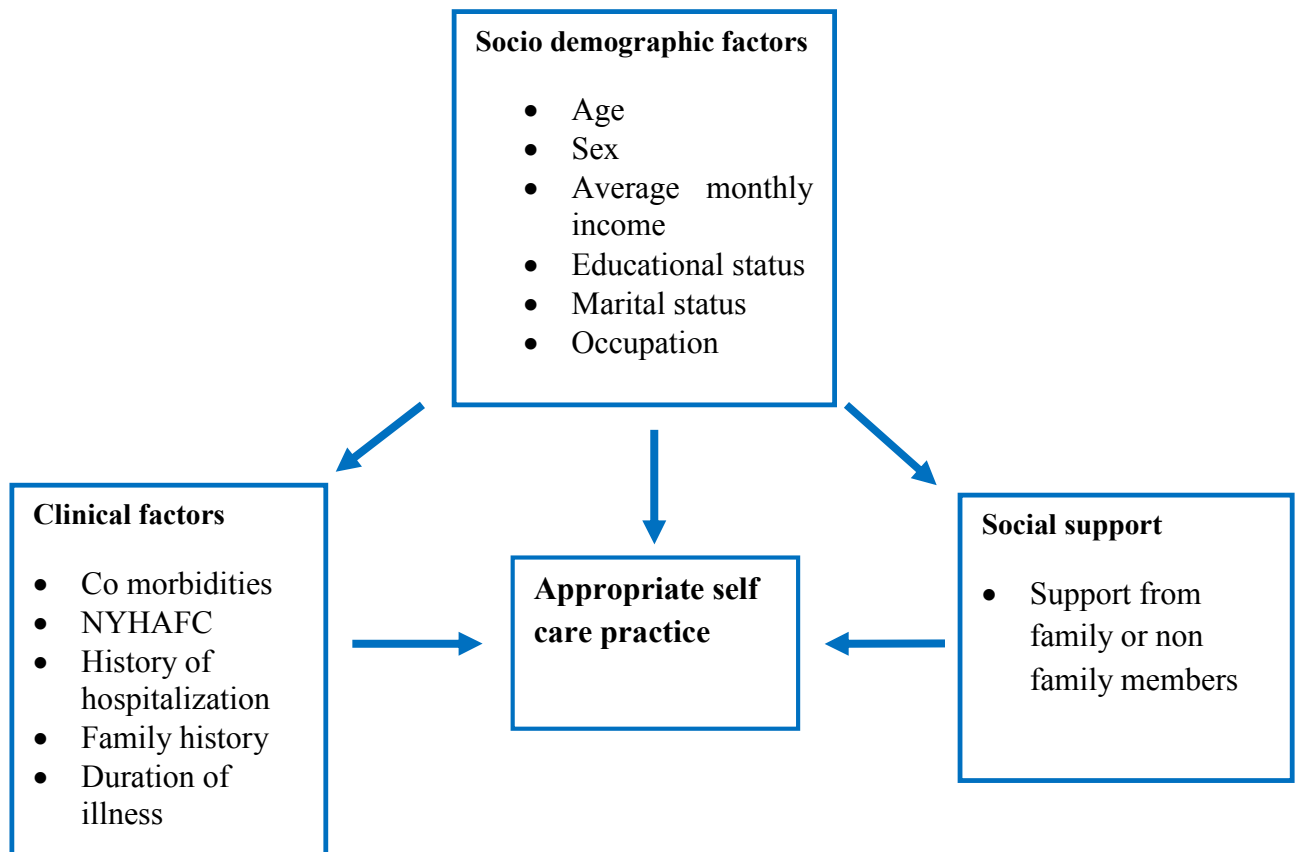 Socio demographic factors
• Age
• Sex
• Average monthly
income
• Educational status
• Marital status
• Occupation
Clinical factors
• Co morbidities
• NYHAFC
• History of
hospitalization
• Family history
• Duration of
illness
Appropriate self
care practice
Social support
• Support from
family or non
family members